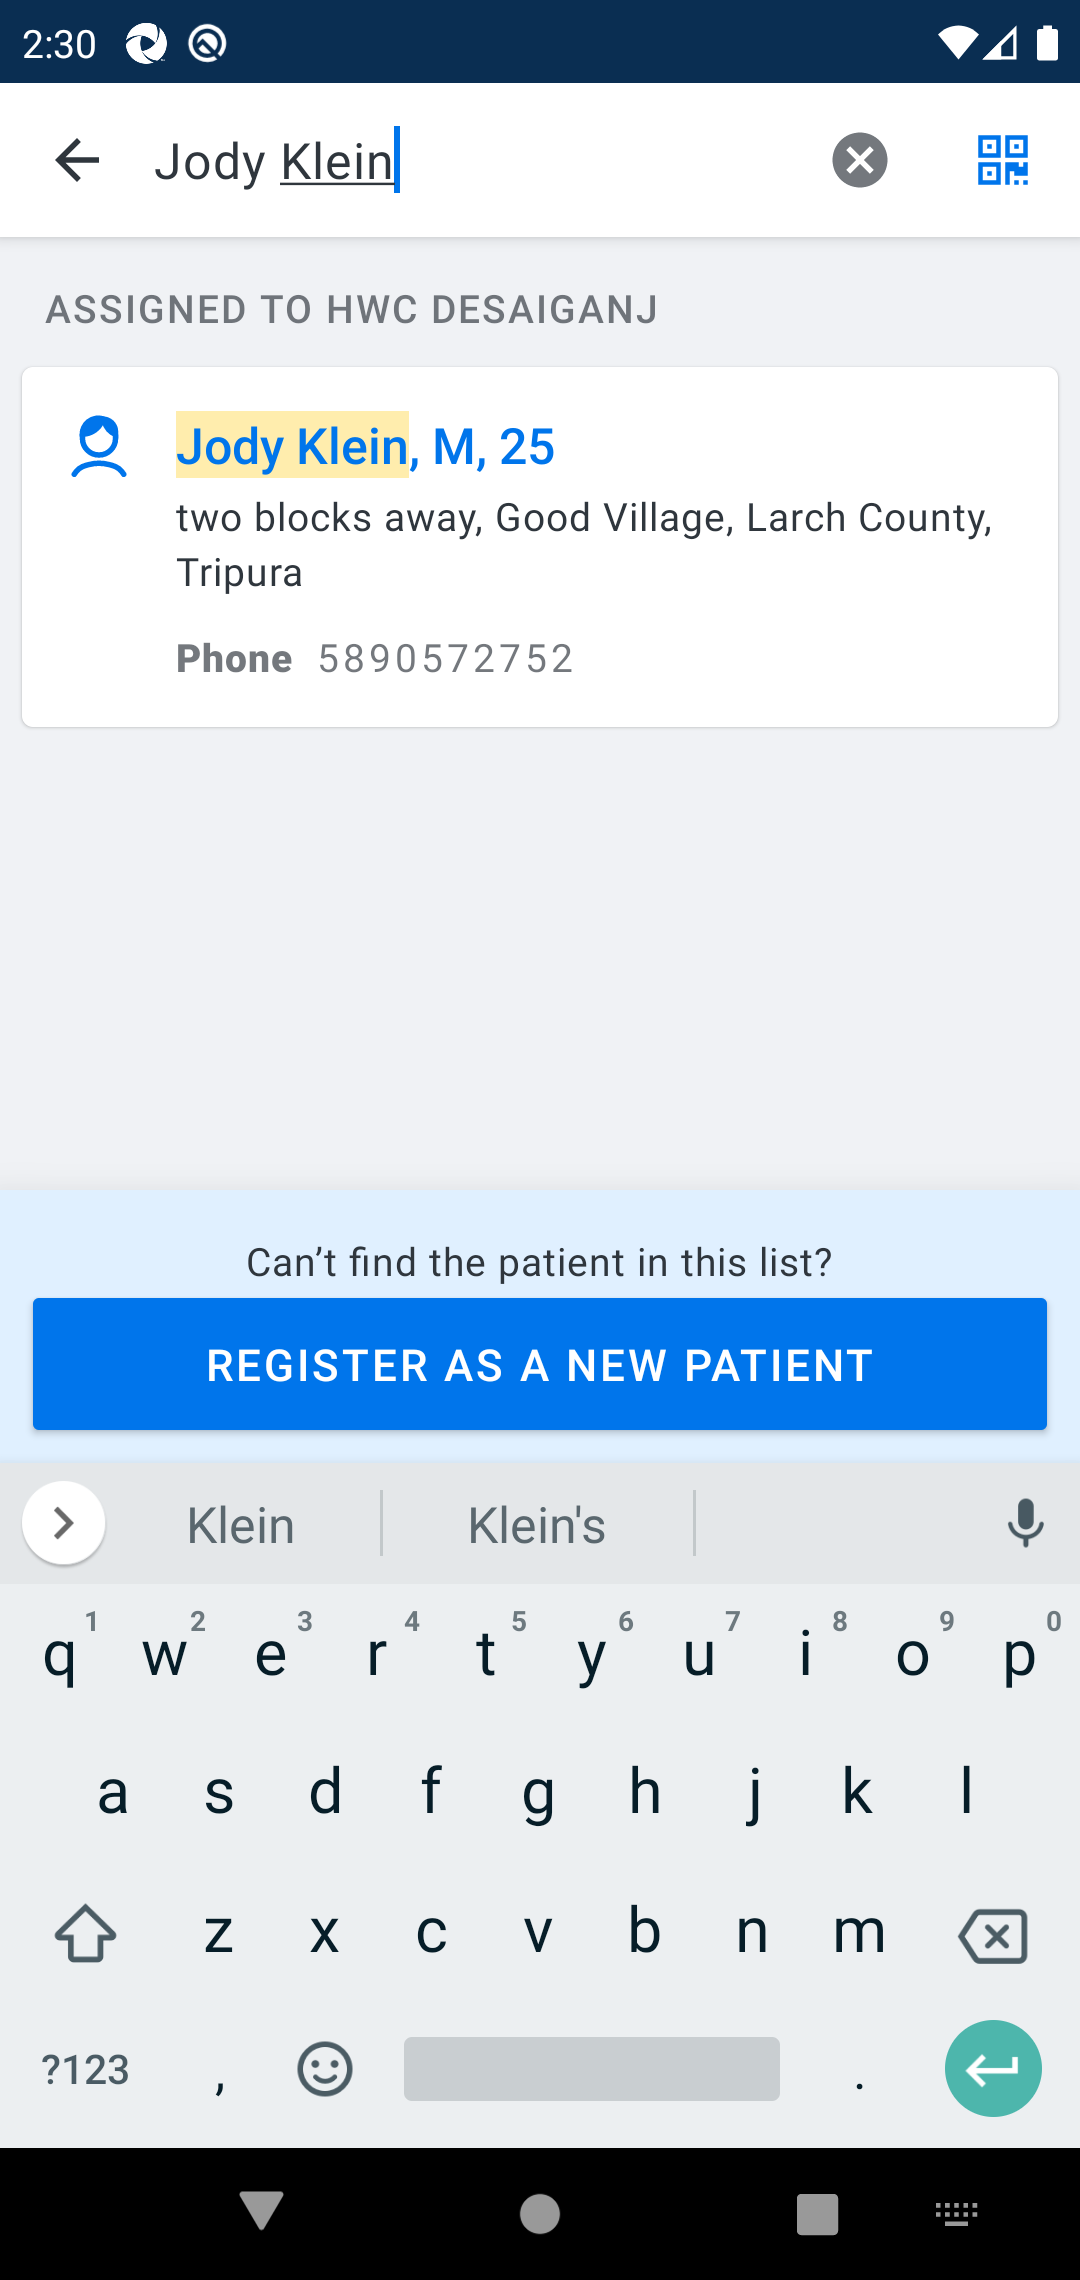 2:30
Jody Klein
ASSIGNED TO HWC DESAIGANJ
Jody Klein, M, 25
two blocks away, Good Village, Larch County,
Tripura
Phone 5890572752
Can’t find the patient in this list?
REGISTER AS A NEW PATIENT
Klein Klein's
q 1 w 2 e 3 r 4 t 5 y 6 u 7 i 8 o 9 p 0
a s d f g h j k l
z x c v b n m
?123 , .